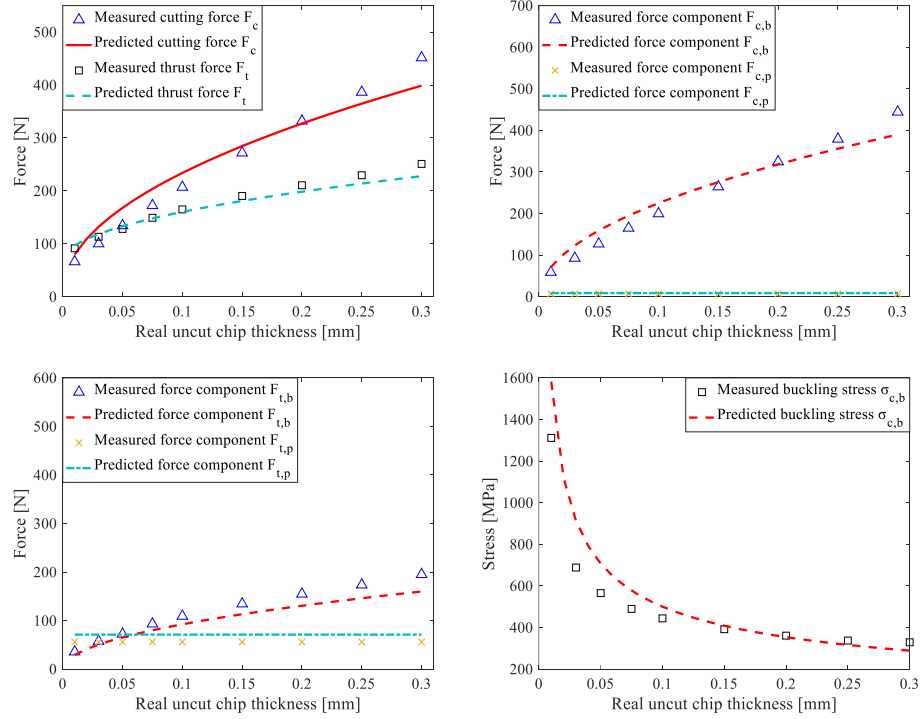 Measured cutting force F_c
Predicted cutting force F_c
Measured thrust force F_t
Predicted thrust force F_t
500
400
300
200
100
0
Force [N]
0 0.05 0.1 0.15 0.2 0.25 0.3
Real uncut chip thickness [mm]
Measured force component F_c,b
Predicted force component F_c,b
Measured force component F_c,p
Predicted force component F_c,p
700
600
500
400
300
200
100
0
Force [N]
0 0.05 0.1 0.15 0.2 0.25 0.3
Real uncut chip thickness [mm]
Measured force component F_t,b
Predicted force component F_t,b
Measured force component F_t,p
Predicted force component F_t,p
600
500
400
300
200
100
0
Force [N]
0 0.05 0.1 0.15 0.2 0.25 0.3
Real uncut chip thickness [mm]
Measured buckling stress σ_c,b
Predicted buckling stress σ_c,b
1600
1400
1200
1000
800
600
400
200
Stress [MPa]
0 0.05 0.1 0.15 0.2 0.25 0.3
Real uncut chip thickness [mm]